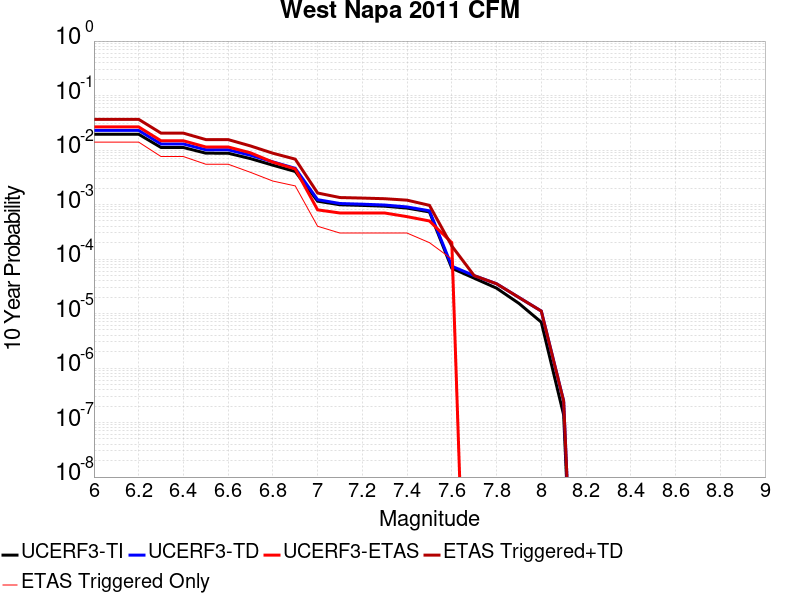 West Napa 2011 CFM
10 Year Probability
10^0
10^-1
10^-2
10^-3
10^-4
10^-5
10^-6
10^-7
10^-8
6 6.2 6.4 6.6 6.8 7 7.2 7.4 7.6 7.8 8 8.2 8.4 8.6 8.8 9
Magnitude
UCERF3-TI UCERF3-TD UCERF3-ETAS ETAS Triggered+TD
ETAS Triggered Only